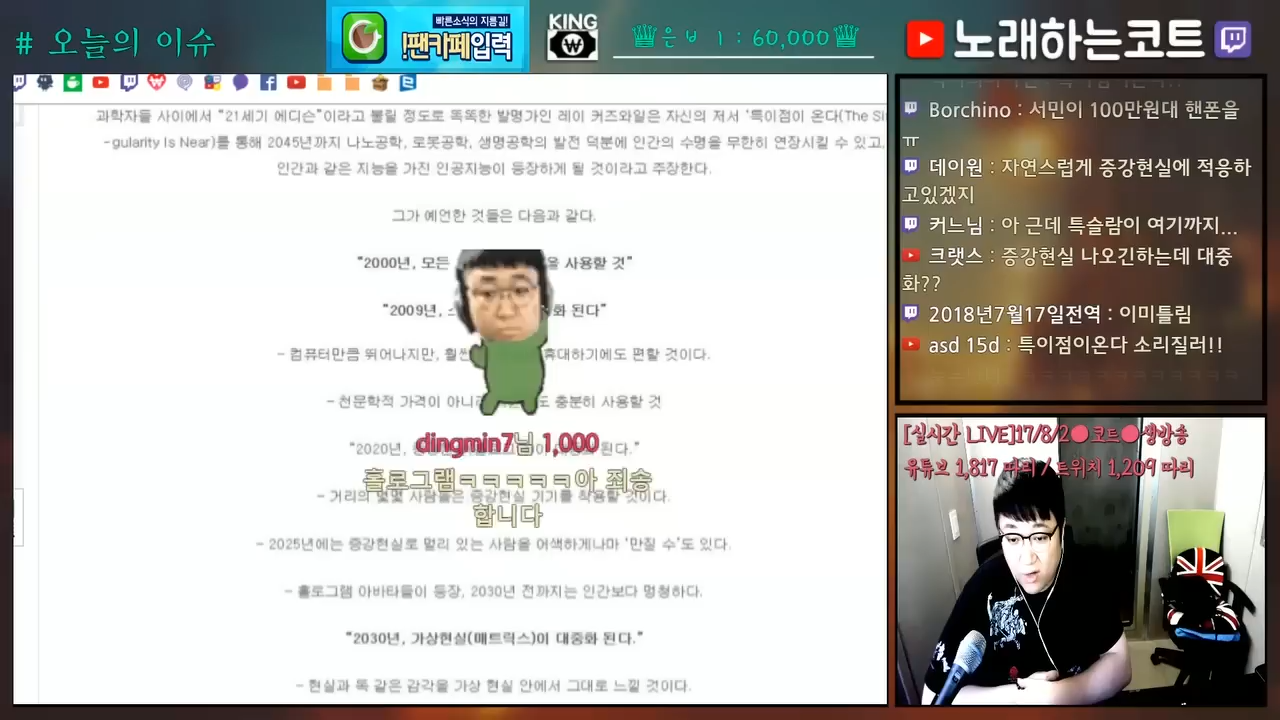 # 오늘의 이슈
빠른소식의 지름길!
!팬카페입력
KING
은ㅂ 1 : 60,000
노래하는코트
과학자들 사이에서 "21세기 에디슨"이라고 불릴 정도로 똑똑한 발명가인 레이 커즈와일은 자신의 저서 '특이점이 온다(The Si
-gularity Is Near)를 통해 2045년까지 나노공학, 로봇공학, 생명공학의 발전 덕분에 인간의 수명을 무한히 연장시킬 수 있고,
인간과 같은 지능을 가진 인공지능이 등장하게 될 것이라고 주장한다.
그가 예언한 것들은 다음과 같다.
"2000년, 모든 을 사용할 것"
"2009년, 화 된다"
- 컴퓨터만큼 뛰어나지만, 휴대하기에도 편할 것이다.
- 천문학적 가격이 아니라 도 충분히 사용할 것
"2020년, 된다."
dingmin7님 1,000
홀로그램ㅋㅋㅋㅋㅋ아 죄송
합니다
- 거리의 몇몇 사람들은 증강현실 기기를 착용할 것이다.
- 2025년에는 증강현실로 멀리 있는 사람을 어색하게나마 '만질 수'도 있다.
- 홀로그램 아바타들이 등장, 2030년 전까지는 인간보다 멍청하다.
"2030년, 가상현실(매트릭스)이 대중화 된다."
- 현실과 똑 같은 감각을 가상 현실 안에서 그대로 느낄 것이다.
Borchino : 서민이 100만원대 핸폰을
ㅠ
데이원 : 자연스럽게 증강현실에 적응하
고있겠지
커느님 : 아 근데 특슬람이 여기까지...
크랫스 : 증강현실 나오긴하는데 대중
화??
2018년7월17일전역 : 이미틀림
asd 15d : 특이점이온다 소리질러!!
[실시간 LIVE]17/8/2●코트●생방송
유튜브 1,817 따리 / 트위치 1,209 따리